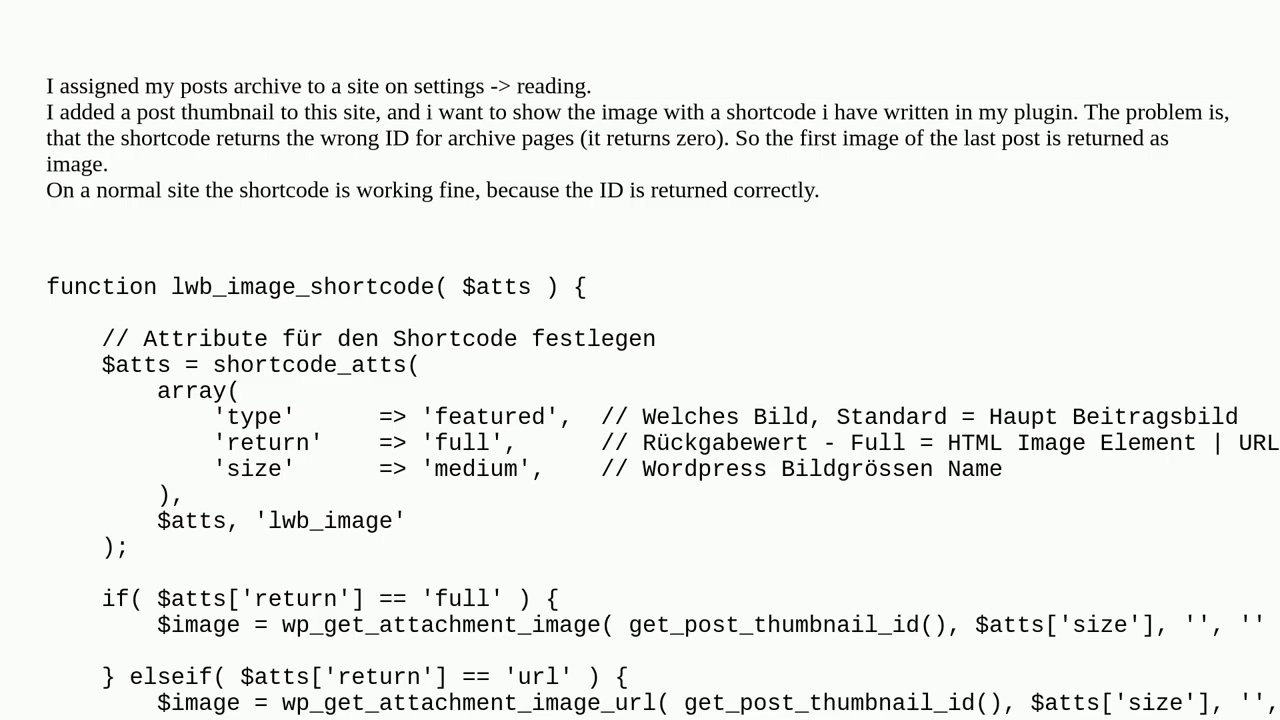 I assigned my posts archive to a site on settings -> reading.
I added a post thumbnail to this site, and i want to show the image with a shortcode i have written in my plugin. The problem is,
that the shortcode returns the wrong ID for archive pages (it returns zero). So the first image of the last post is returned as
image.
On a normal site the shortcode is working fine, because the ID is returned correctly.
function lwb_image_shortcode( $atts ) {
    // Attribute für den Shortcode festlegen
    $atts = shortcode_atts(
        array(
            'type'      => 'featured',  // Welches Bild, Standard = Haupt Beitragsbild
            'return'    => 'full',      // Rückgabewert - Full = HTML Image Element | URL
            'size'      => 'medium',    // Wordpress Bildgrössen Name
        ),
        $atts, 'lwb_image'
    );
    if( $atts['return'] == 'full' ) {
        $image = wp_get_attachment_image( get_post_thumbnail_id(), $atts['size'], '', ''
    } elseif( $atts['return'] == 'url' ) {
        $image = wp_get_attachment_image_url( get_post_thumbnail_id(), $atts['size'], '',